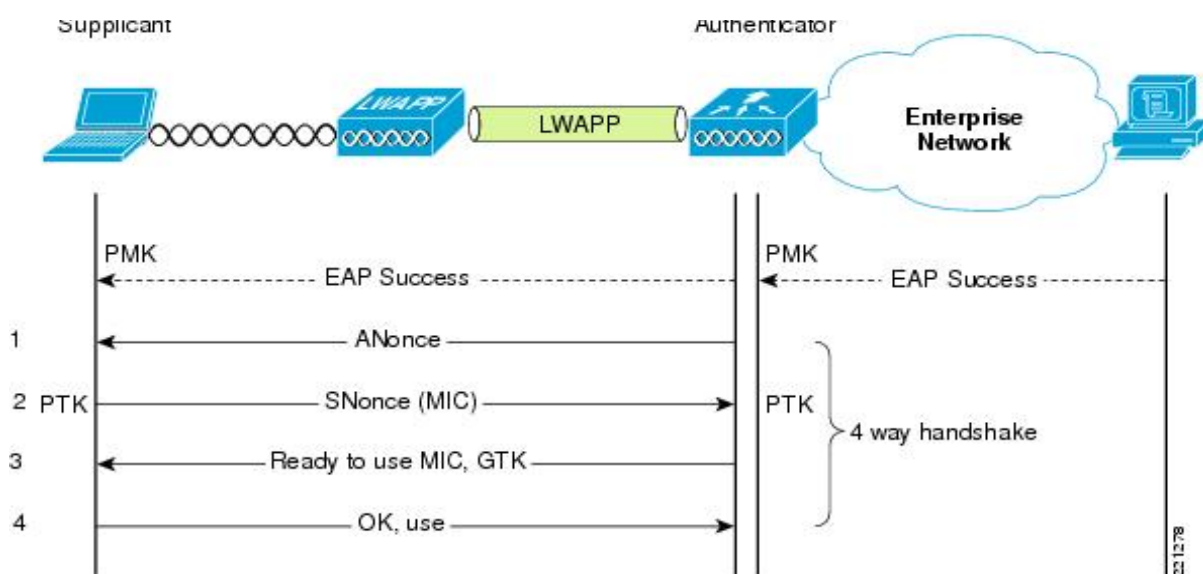 Supplicant
Authenticator
LWAPP
LWAPP
Enterprise
Network
PMK
EAP Success
PMK
EAP Success
1
ANonce
2
PTK
SNonce (MIC)
PTK
4 way handshake
3
Ready to use MIC, GTK
4
OK, use
221278